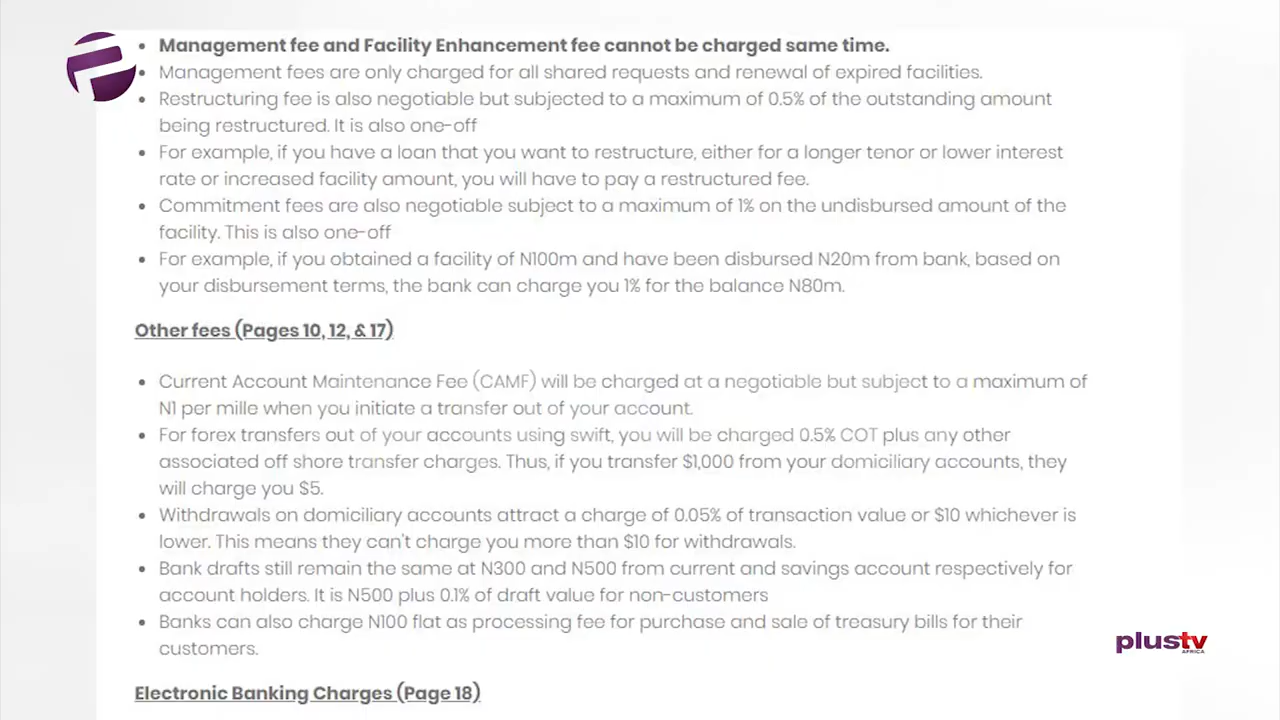 Management fee and Facility Enhancement fee cannot be charged same time.
Management fees are only charged for all shared requests and renewal of expired facilities.
Restructuring fee is also negotiable but subjected to a maximum of 0.5% of the outstanding amount
being restructured. It is also one-off
For example, if you have a loan that you want to restructure, either for a longer tenor or lower interest
rate or increased facility amount, you will have to pay a restructured fee.
Commitment fees are also negotiable subject to a maximum of 1% on the undisbursed amount of the
facility. This is also one-off
For example, if you obtained a facility of N100m and have been disbursed N20m from bank, based on
your disbursement terms, the bank can charge you 1% for the balance N80m.
Other fees (Pages 10, 12, & 17)
Current Account Maintenance Fee (CAMF) will be charged at a negotiable but subject to a maximum of
N1 per mille when you initiate a transfer out of your account.
For forex transfers out of your accounts using swift, you will be charged 0.5% COT plus any other
associated off shore transfer charges. Thus, if you transfer $1,000 from your domiciliary accounts, they
will charge you $5.
Withdrawals on domiciliary accounts attract a charge of 0.05% of transaction value or $10 whichever is
lower. This means they can't charge you more than $10 for withdrawals.
Bank drafts still remain the same at N300 and N500 from current and savings account respectively for
account holders. It is N500 plus 0.1% of draft value for non-customers
Banks can also charge N100 flat as processing fee for purchase and sale of treasury bills for their
customers.
plustv
AFRICA
Electronic Banking Charges (Page 18)